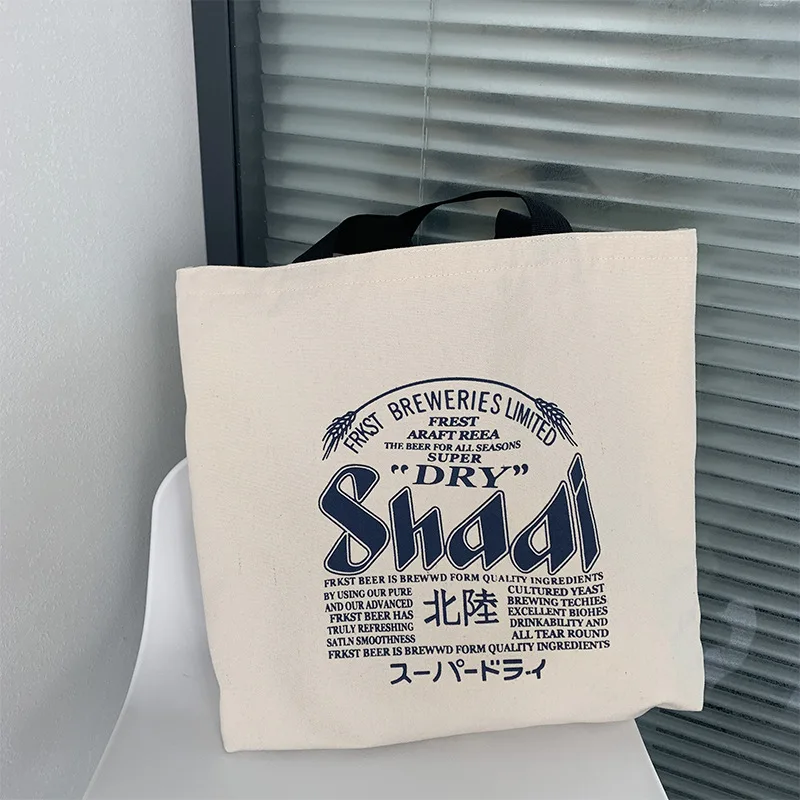 FRKST BREWERIES LIMITED
FREST
ARAFT REEA
THE BEER FOR ALL SEASONS
SUPER
"DRY"
Shadi
FRKST BEER IS BREWWD FORM QUALITY INGREDIENTS
BY USING OUR PURE
AND OUR ADVANCED
FRKST BEER HAS
TRULY REFRESHING
SATLN SMOOTHNESS
北陸
CULTURED YEAST
BREWING TECHIES
EXCELLENT BIOHES
DRINKABILITY AND
ALL TEAR ROUND
FRKST BEER IS BREWWD FORM QUALITY INGREDIENTS
スーパードライ